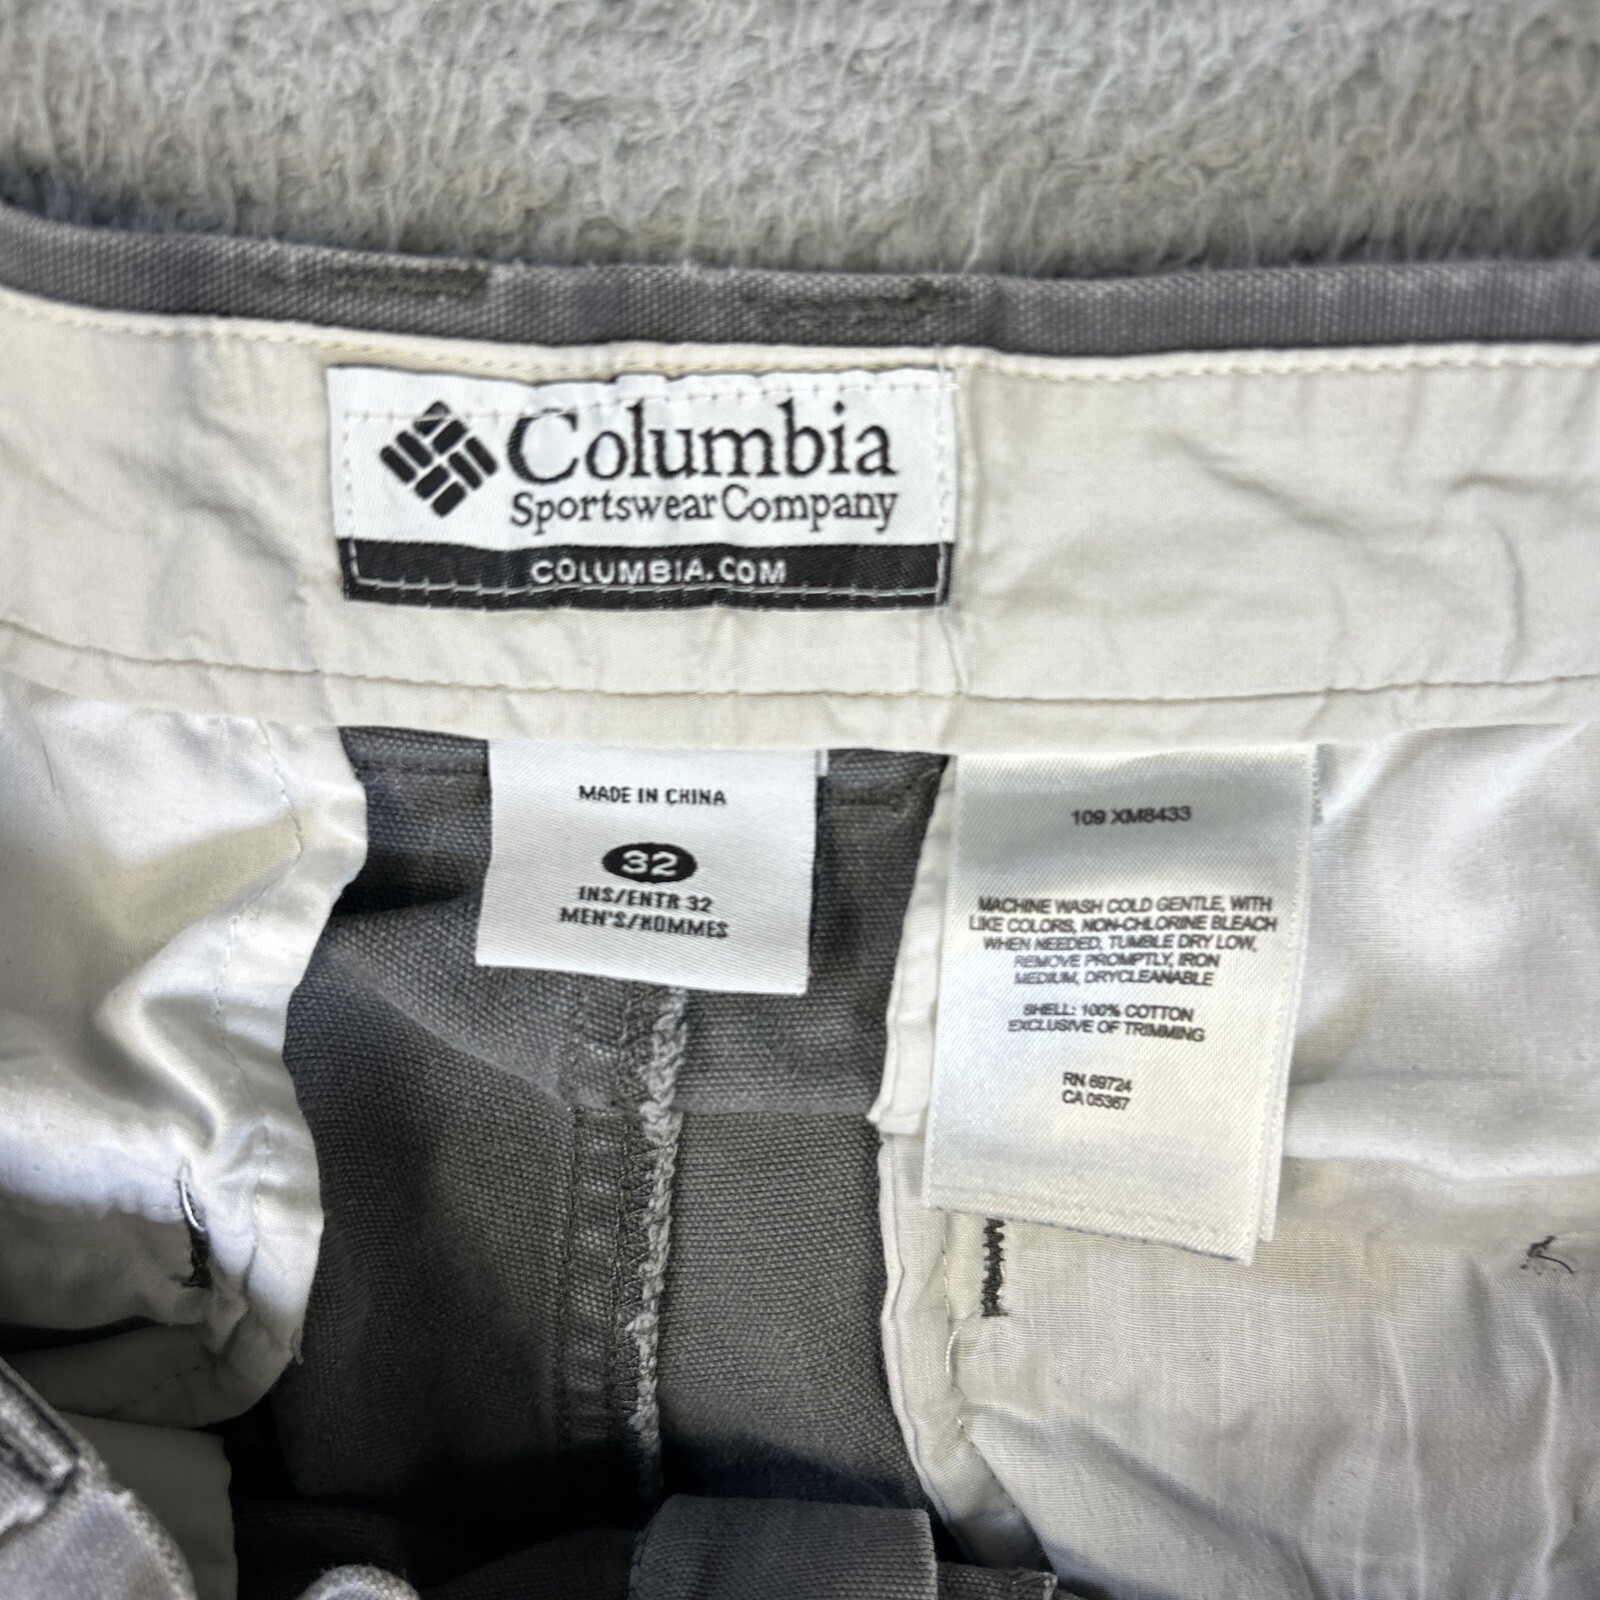 Columbia
Sportswear Company
COLUMBIA.COM
MADE IN CHINA
32
INS/ENTR 32
MEN'S/HOMMES
109 XM8433
MACHINE WASH COLD GENTLE, WITH
LIKE COLORS, NON-CHLORINE BLEACH
WHEN NEEDED, TUMBLE DRY LOW,
REMOVE PROMPTLY, IRON
MEDIUM, DRYCLEANABLE
SHELL: 100% COTTON
EXCLUSIVE OF TRIMMING
RN 69724
CA 05367